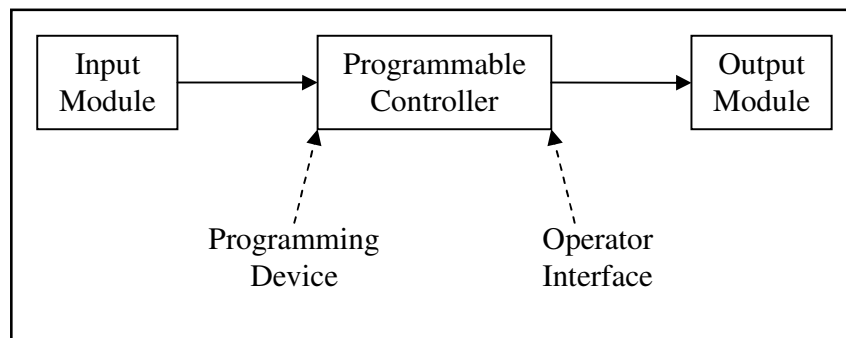 Input
Module
Programmable
Controller
Output
Module
Programming
Device
Operator
Interface